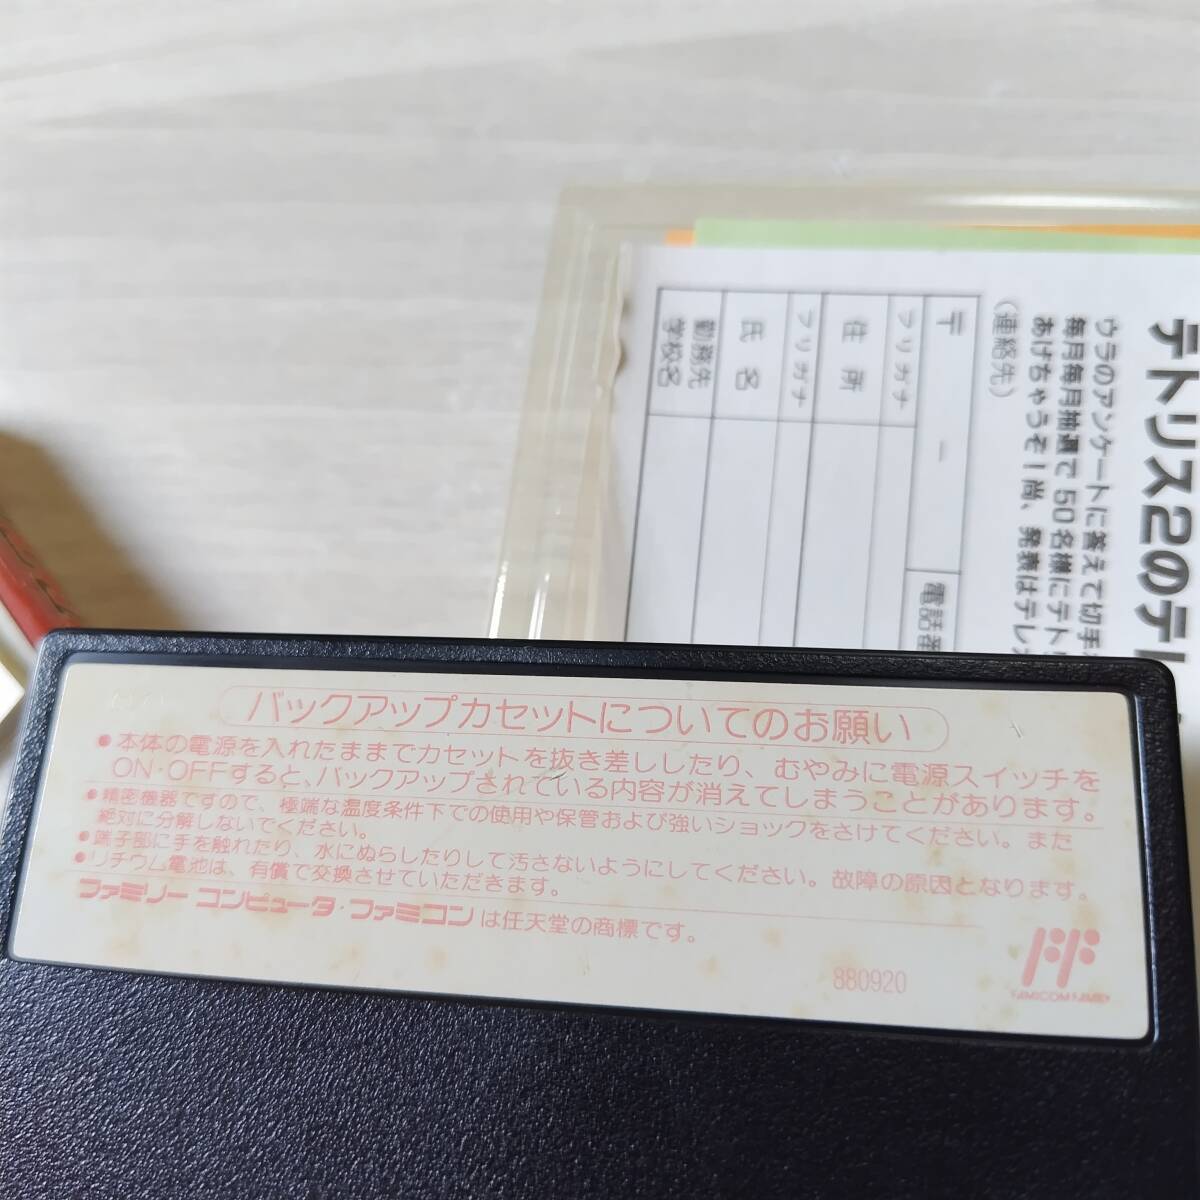 バックアップカセットについてのお願い
●本体の電源を入れたままでカセットを抜き差ししたり、むやみに電源スイッチを
ON・OFFすると、バックアップされている内容が消えてしまうことがあります。
●精密機器ですので、極端な温度条件下での使用や保管および強いショックをさけてください。また
絶対に分解しないでください。
●端子部に手を触れたり、水にぬらしたりして汚さないようにしてください。故障の原因となります。
●リチウム電池は、有償で交換させていただきます。
ファミリーコンピュータ・ファミコンは任天堂の商標です。
880920
FF
FAMICOM FAMILY
テトリス2のテ
ウラのアンケートに答えて切手
毎月毎月抽選で50名様にテト
あげちゃうぞ!尚、発表はテレ
(連絡先)
〒 －
電話番
フリガナ
住所
フリガナ
氏名
勤務先
学校名